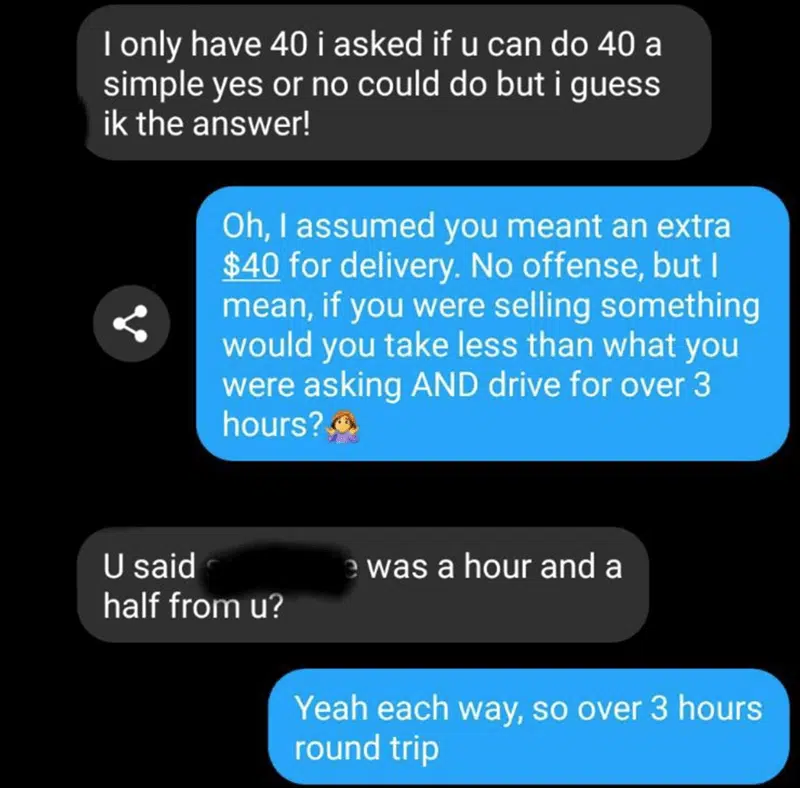 I only have 40 i asked if u can do 40 a
simple yes or no could do but i guess
ik the answer!
Oh, I assumed you meant an extra
$40 for delivery. No offense, but I
mean, if you were selling something
would you take less than what you
were asking AND drive for over 3
hours?🤷‍♀️
U said was a hour and a
half from u?
Yeah each way, so over 3 hours
round trip